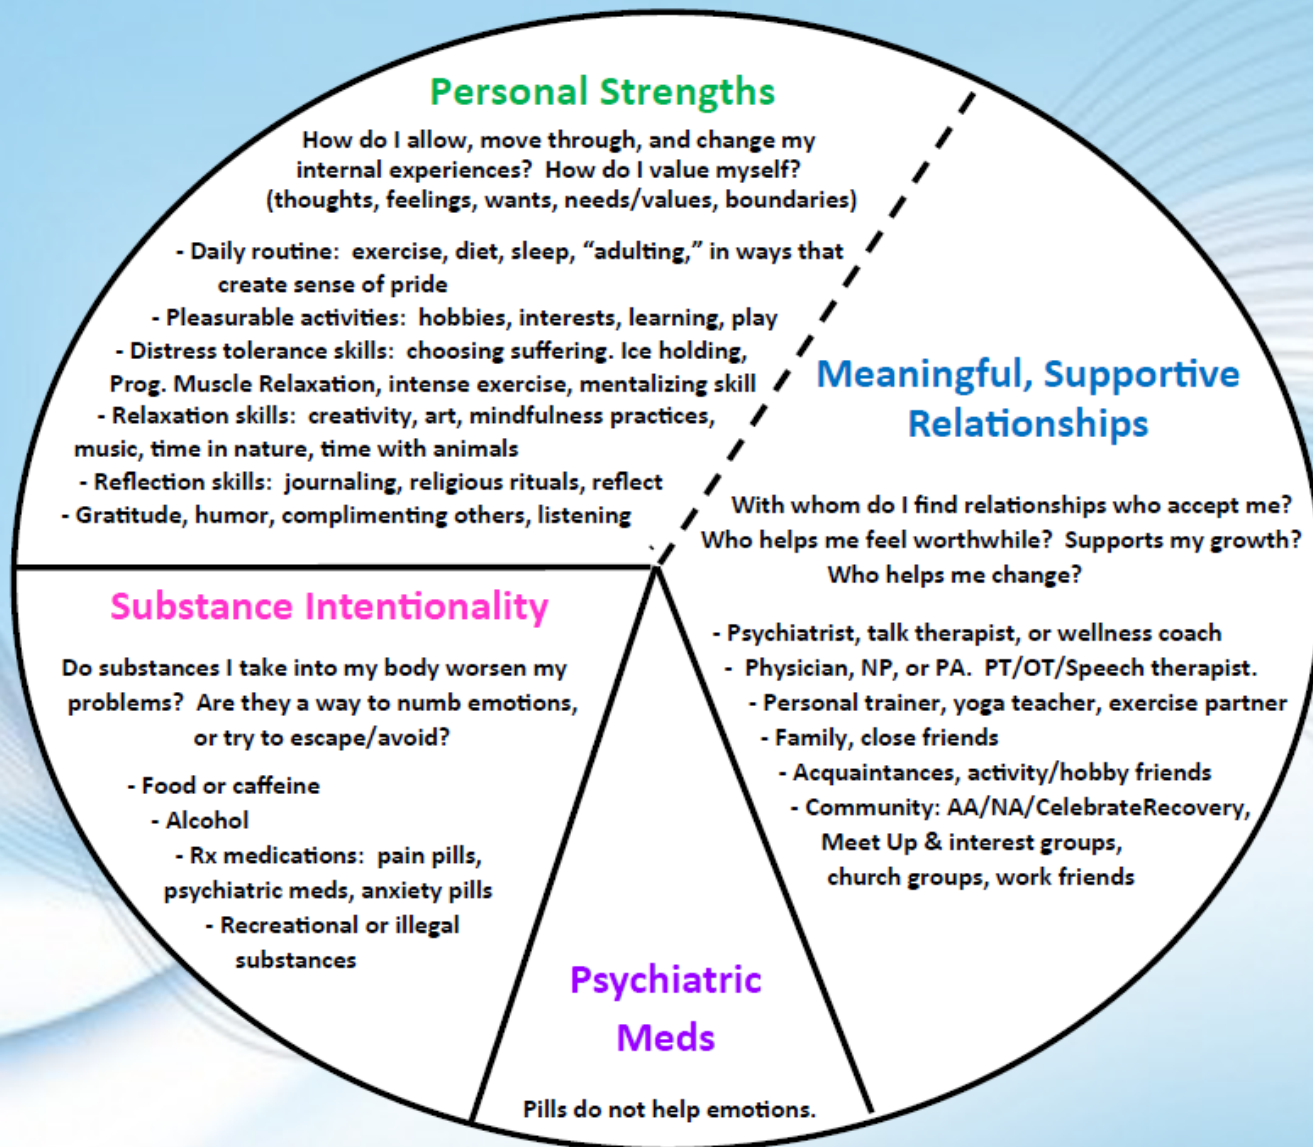 Personal Strengths
How do I allow, move through, and change my
internal experiences?  How do I value myself?
(thoughts, feelings, wants, needs/values, boundaries)
- Daily routine:  exercise, diet, sleep, “adulting,” in ways that
create sense of pride
- Pleasurable activities:  hobbies, interests, learning, play
- Distress tolerance skills:  choosing suffering. Ice holding,
Prog. Muscle Relaxation, intense exercise, mentalizing skill
- Relaxation skills:  creativity, art, mindfulness practices,
music, time in nature, time with animals
- Reflection skills:  journaling, religious rituals, reflect
- Gratitude, humor, complimenting others, listening
Meaningful, Supportive
Relationships
With whom do I find relationships who accept me?
Who helps me feel worthwhile?  Supports my growth?
Who helps me change?
- Psychiatrist, talk therapist, or wellness coach
- Physician, NP, or PA.  PT/OT/Speech therapist.
- Personal trainer, yoga teacher, exercise partner
- Family, close friends
- Acquaintances, activity/hobby friends
- Community: AA/NA/CelebrateRecovery,
Meet Up & interest groups,
church groups, work friends
Substance Intentionality
Do substances I take into my body worsen my
problems?  Are they a way to numb emotions,
or try to escape/avoid?
- Food or caffeine
- Alcohol
- Rx medications:  pain pills,
psychiatric meds, anxiety pills
- Recreational or illegal
substances
Psychiatric
Meds
Pills do not help emotions.